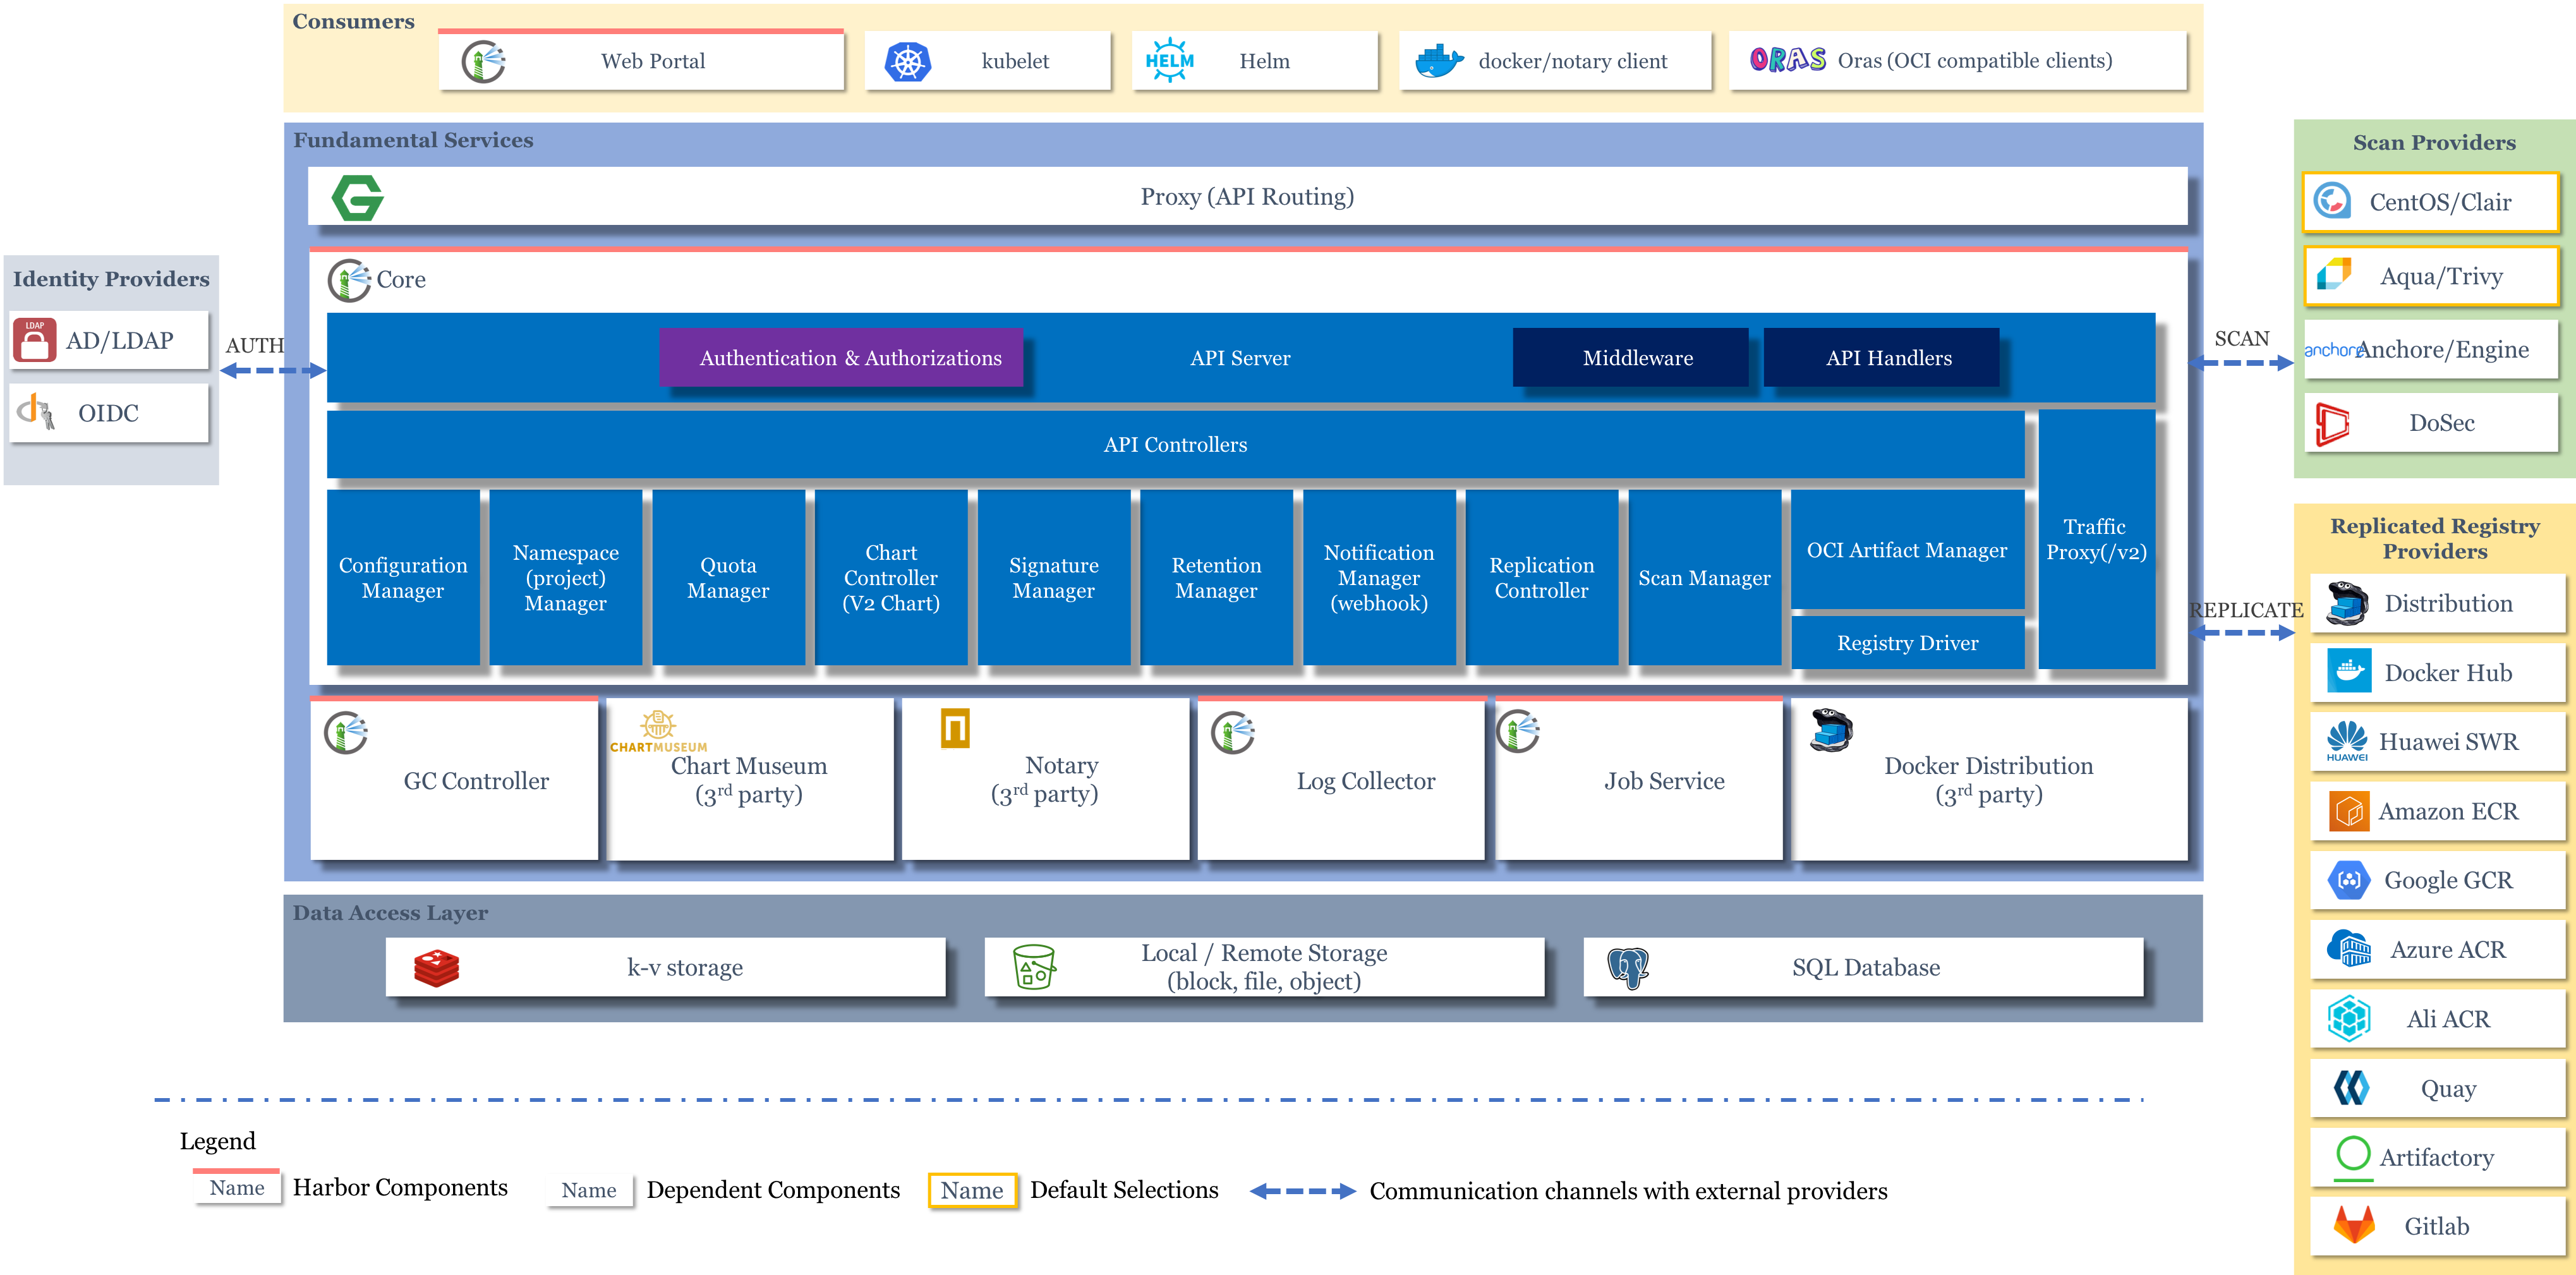 Consumers
Web Portal
kubelet
HELM
Helm
docker/notary client
ORAS
Oras (OCI compatible clients)
Fundamental Services
Proxy (API Routing)
Core
Authentication & Authorizations
API Server
Middleware
API Handlers
API Controllers
Configuration
Manager
Namespace
(project)
Manager
Quota
Manager
Chart
Controller
(V2 Chart)
Signature
Manager
Retention
Manager
Notification
Manager
(webhook)
Replication
Controller
Scan Manager
OCI Artifact Manager
Registry Driver
Traffic
Proxy(/v2)
GC Controller
CHARTMUSEUM
Chart Museum
(3rd party)
Notary
(3rd party)
Log Collector
Job Service
Docker Distribution
(3rd party)
Data Access Layer
k-v storage
Local / Remote Storage
(block, file, object)
SQL Database
Identity Providers
LDAP
AD/LDAP
OIDC
AUTH
SCAN
REPLICATE
Scan Providers
CentOS/Clair
Aqua/Trivy
anchore
Anchore/Engine
DoSec
Replicated Registry
Providers
Distribution
Docker Hub
HUAWEI
Huawei SWR
Amazon ECR
Google GCR
Azure ACR
Ali ACR
Quay
Artifactory
Gitlab
Legend
Name
Harbor Components
Name
Dependent Components
Name
Default Selections
Communication channels with external providers